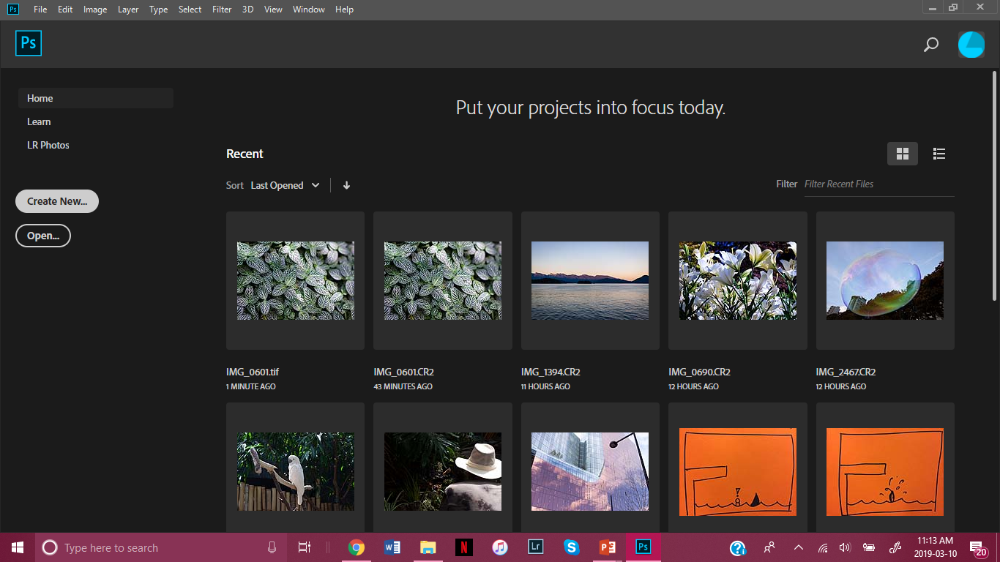 Ps File Edit Image Layer Type Select Filter 3D View Window Help
Ps
Home
Learn
LR Photos
Create New...
Open...
Put your projects into focus today.
Recent
Sort Last Opened
Filter Filter Recent Files
IMG_0601.tif IMG_0601.CR2 IMG_1394.CR2 IMG_0690.CR2 IMG_2467.CR2
1 MINUTE AGO 43 MINUTES AGO 11 HOURS AGO 12 HOURS AGO 12 HOURS AGO
Type here to search
W N Lr S P Ps
11:13 AM
2019-03-10
20